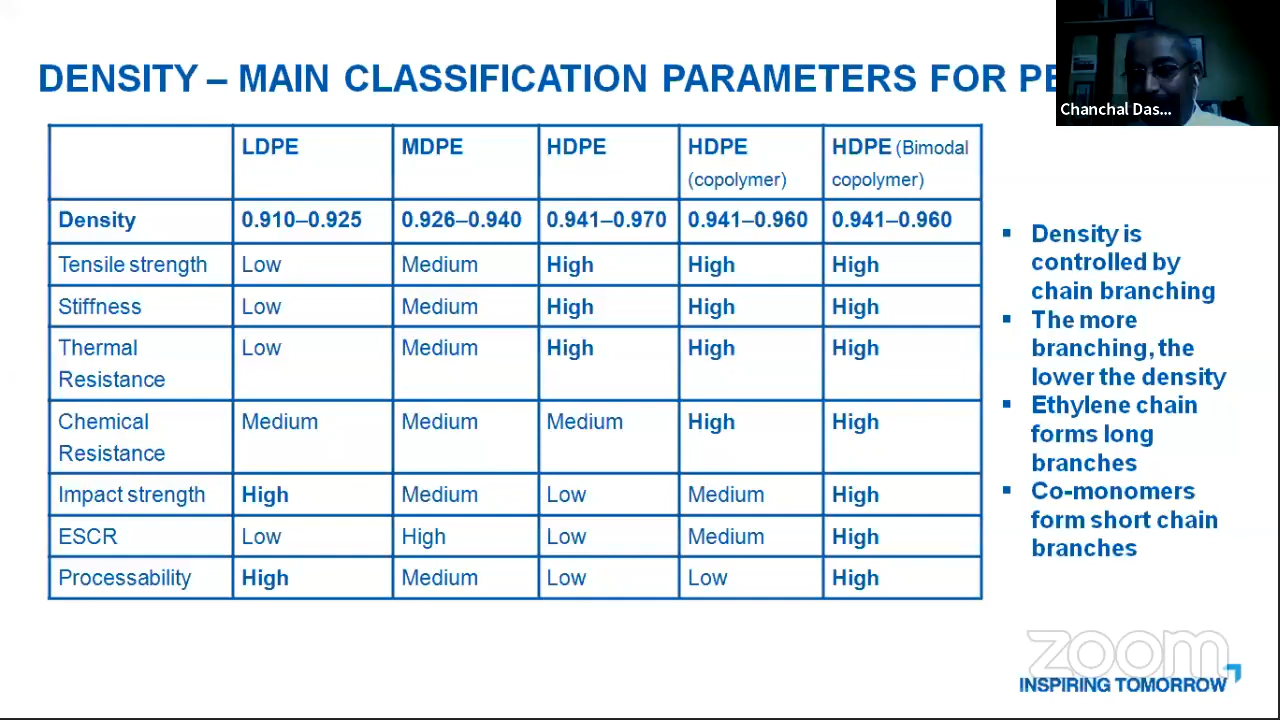 DENSITY – MAIN CLASSIFICATION PARAMETERS FOR PE
Chanchal Das...
LDPE MDPE HDPE HDPE HDPE (Bimodal
(copolymer) copolymer)
Density 0.910–0.925 0.926–0.940 0.941–0.970 0.941–0.960 0.941–0.960
Tensile strength Low Medium High High High
Stiffness Low Medium High High High
Thermal Low Medium High High High
Resistance
Chemical Medium Medium Medium High High
Resistance
Impact strength High Medium Low Medium High
ESCR Low High Low Medium High
Processability High Medium Low Low High
▪ Density is
controlled by
chain branching
▪ The more
branching, the
lower the density
▪ Ethylene chain
forms long
branches
▪ Co-monomers
form short chain
branches
zoom
INSPIRING TOMORROW